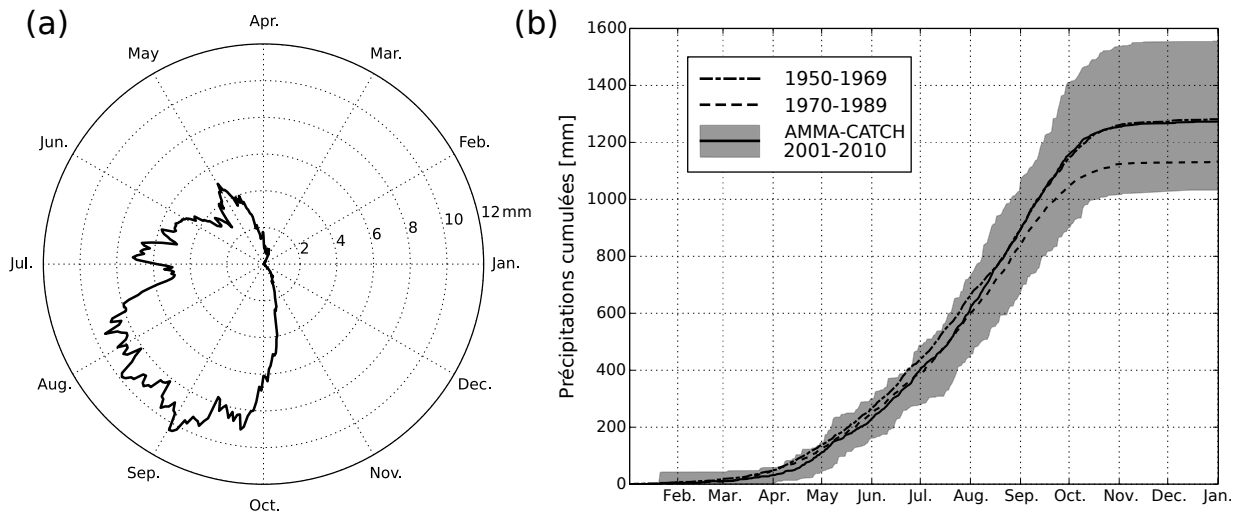 (a)
Apr.
May
Mar.
Jun.
Feb.
2
4
6
8
10
12 mm
Jul.
Jan.
Aug.
Dec.
Sep.
Nov.
Oct.
(b)
1600
1400
1200
1000
800
600
400
200
0
Précipitations cumulées [mm]
1950-1969
1970-1989
AMMA-CATCH
2001-2010
Feb. Mar. Apr. May Jun. Jul. Aug. Sep. Oct. Nov. Dec. Jan.